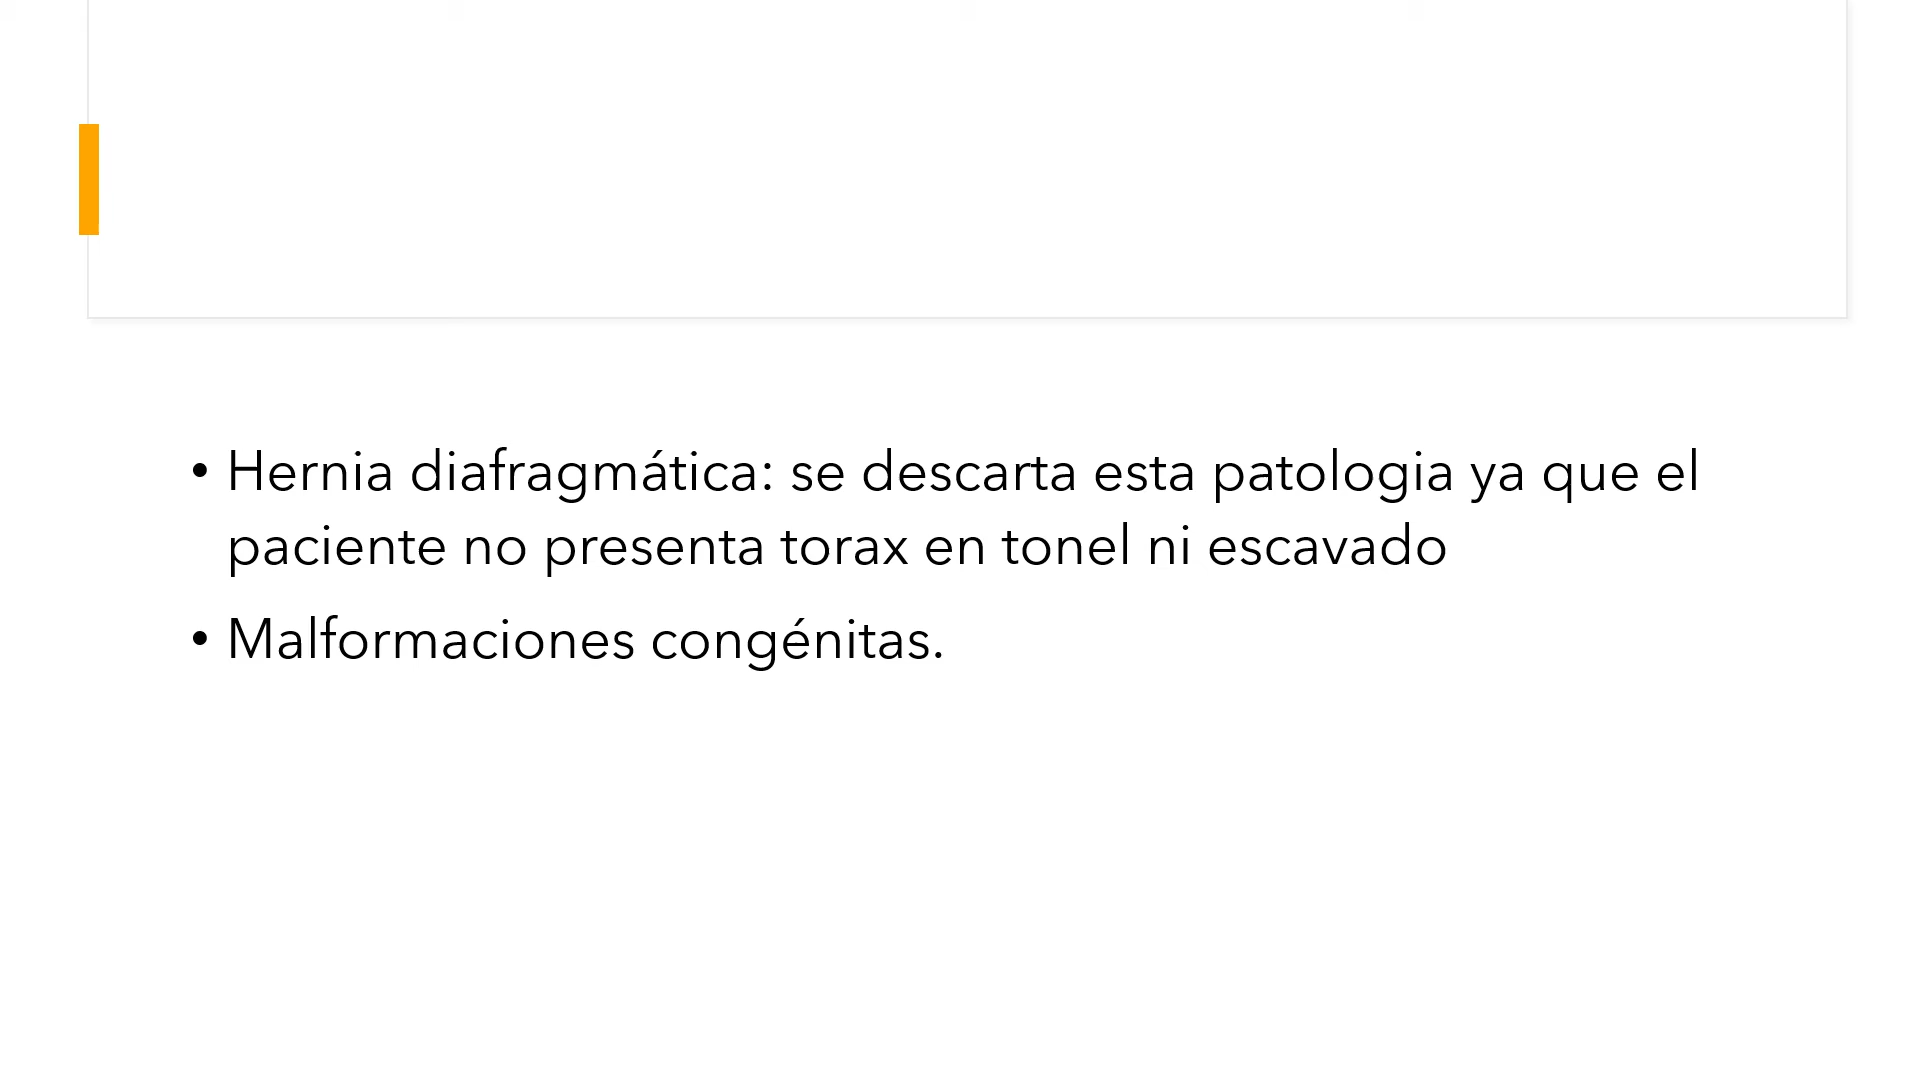 • Hernia diafragmática: se descarta esta patologia ya que el
paciente no presenta torax en tonel ni escavado
• Malformaciones congénitas.